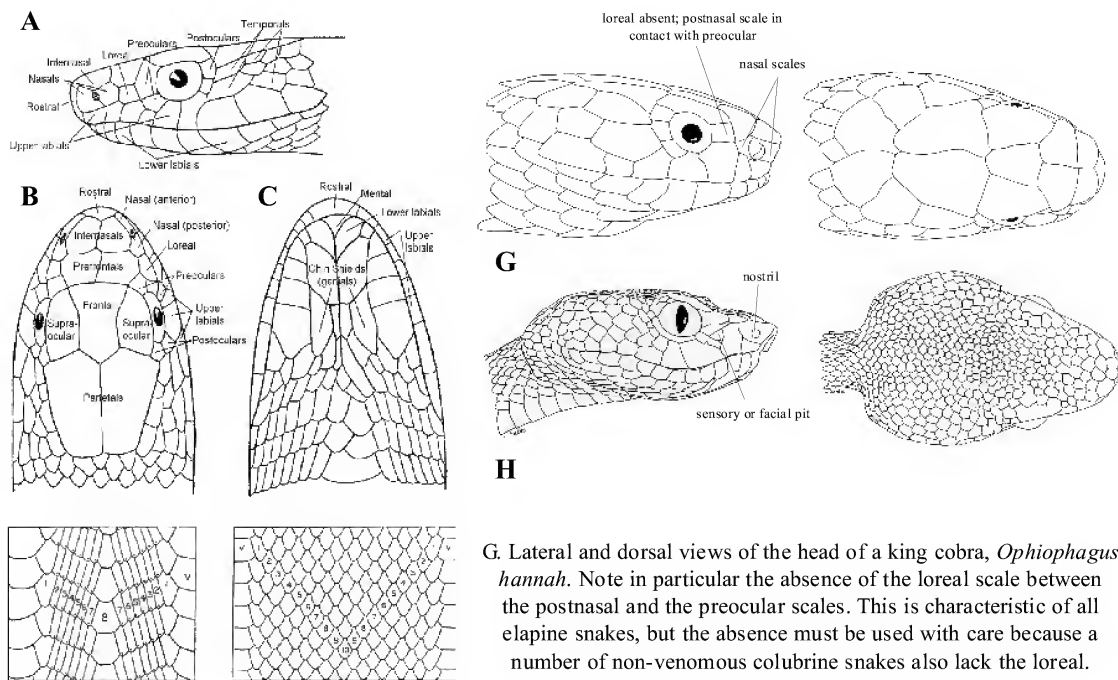 A
Temporals
Postoculars
Preoculars
Loreal
Internasal
Nasals
Rostral
Upper labials
Lower labials
B
Rostral
Nasal (anterior)
Nasal (posterior)
Internasals
Loreal
Prefrontals
Preoculars
Frontal
Upper
labials
Supra-
ocular
Supra-
ocular
Postoculars
Parietals
C
Rostral
Mental
Lower labials
Upper
labials
Chin Shields
(genials)
loreal absent; postnasal scale in
contact with preocular
nasal scales
G
nostril
sensory or facial pit
H
G. Lateral and dorsal views of the head of a king cobra, Ophiophagus
hannah. Note in particular the absence of the loreal scale between
the postnasal and the preocular scales. This is characteristic of all
elapine snakes, but the absence must be used with care because a
number of non-venomous colubrine snakes also lack the loreal.